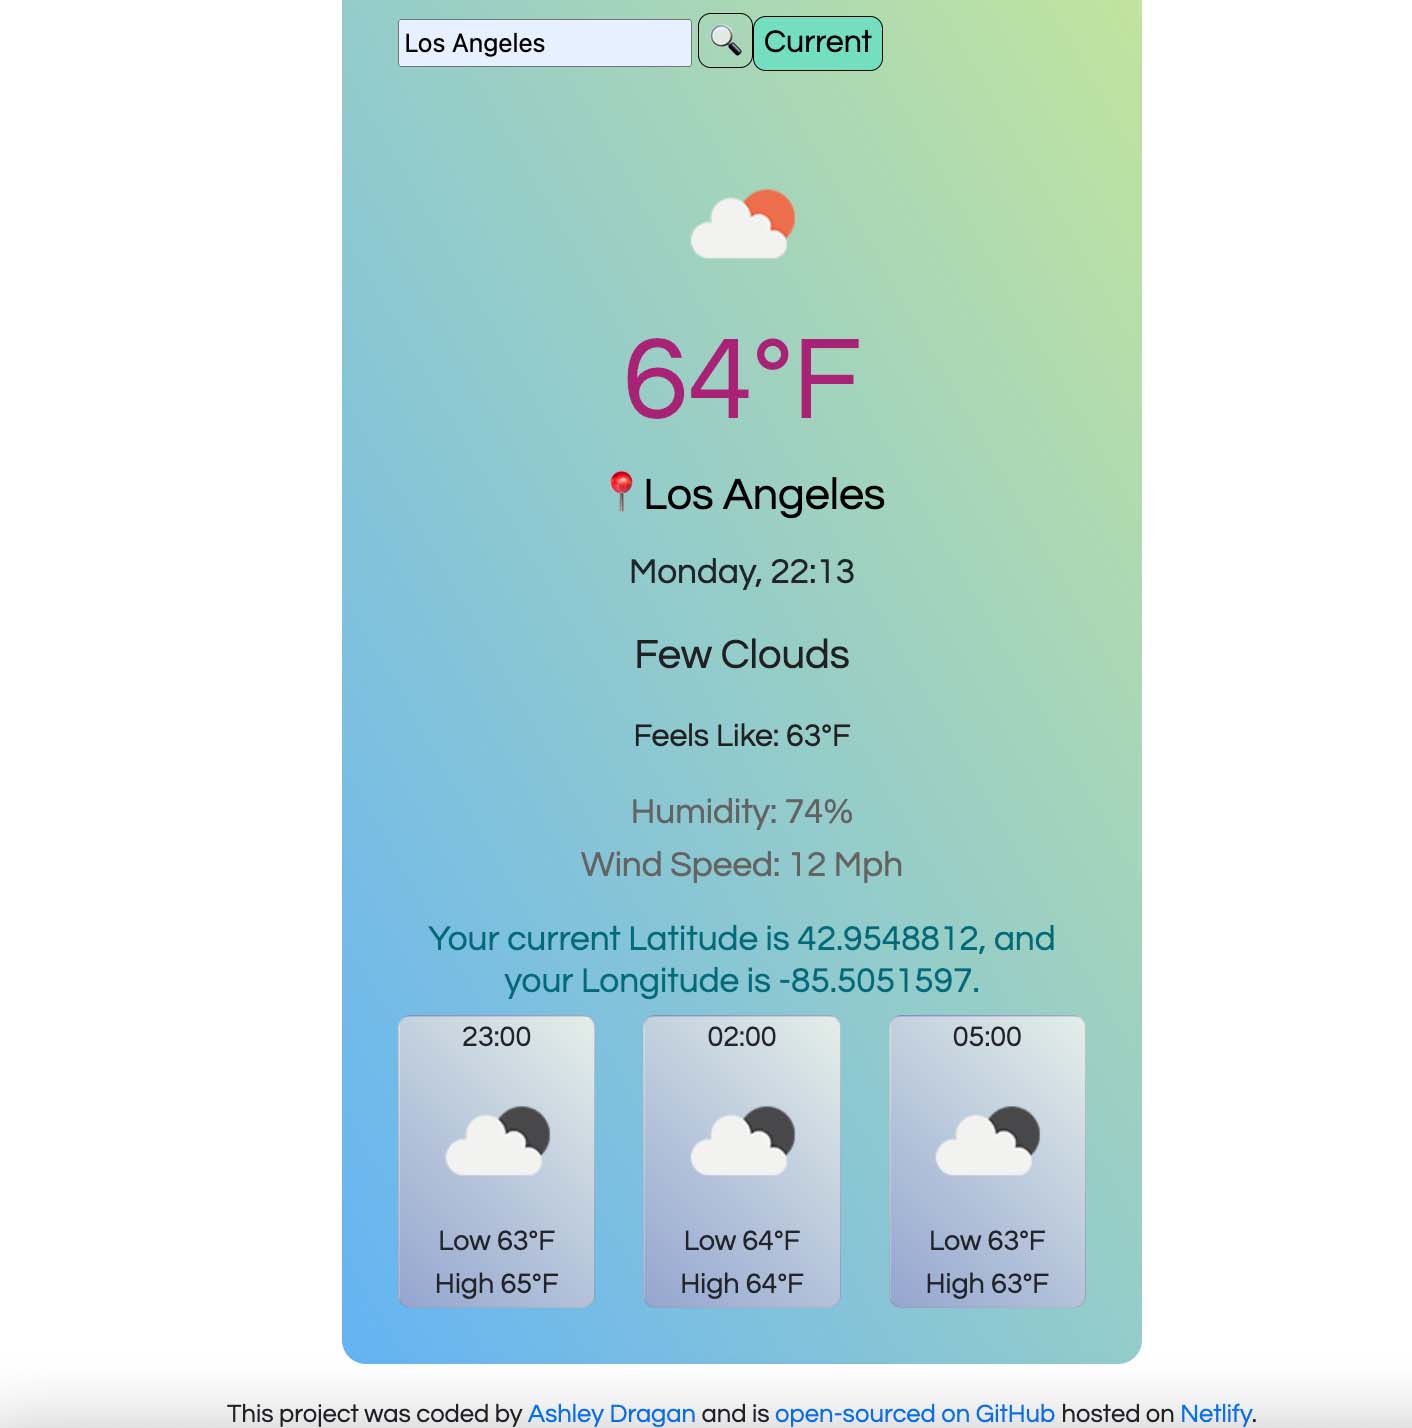 Los Angeles
Current
64°F
Los Angeles
Monday, 22:13
Few Clouds
Feels Like: 63°F
Humidity: 74%
Wind Speed: 12 Mph
Your current Latitude is 42.9548812, and
your Longitude is -85.5051597.
23:00
02:00
05:00
Low 63°F
Low 64°F
Low 63°F
High 65°F
High 64°F
High 63°F
This project was coded by Ashley Dragan and is open-sourced on GitHub hosted on Netlify.